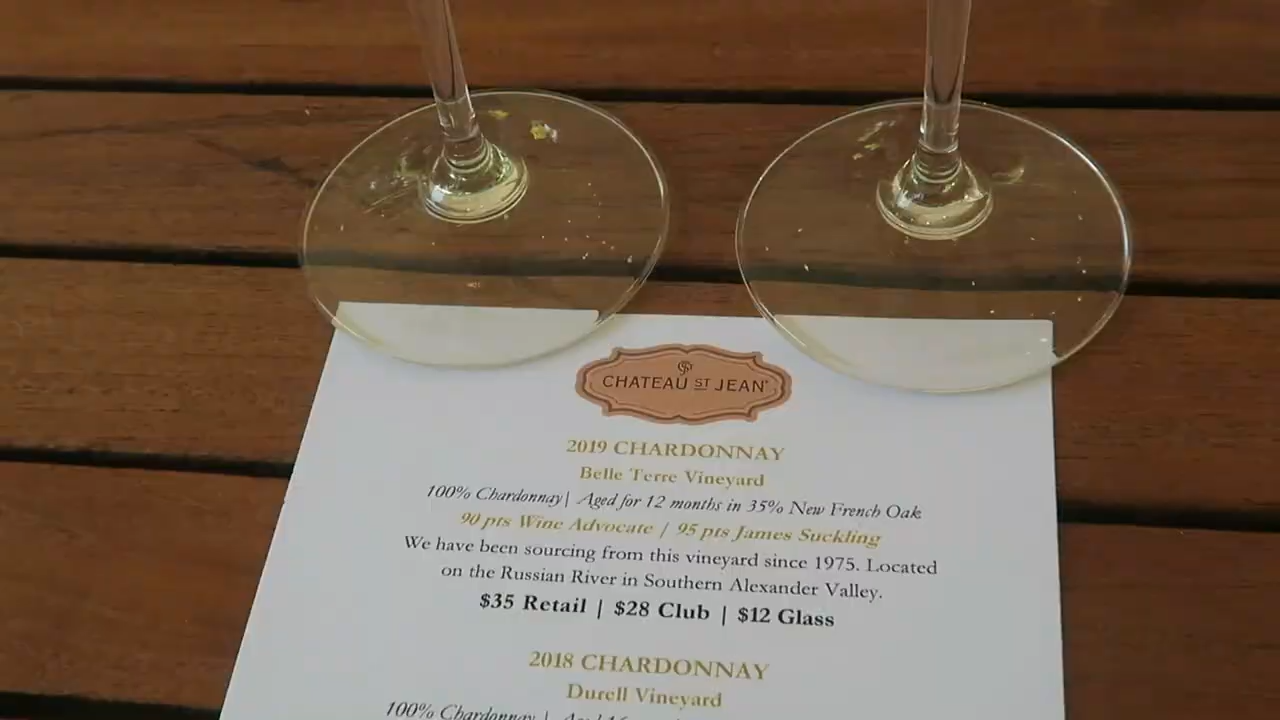 CHATEAU ST JEAN
2019 CHARDONNAY
Belle Terre Vineyard
100% Chardonnay| Aged for 12 months in 35% New French Oak
90 pts Wine Advocate / 95 pts James Suckling
We have been sourcing from this vineyard since 1975. Located
on the Russian River in Southern Alexander Valley.
$35 Retail | $28 Club | $12 Glass
2018 CHARDONNAY
Durell Vineyard
100% Chardonnay |